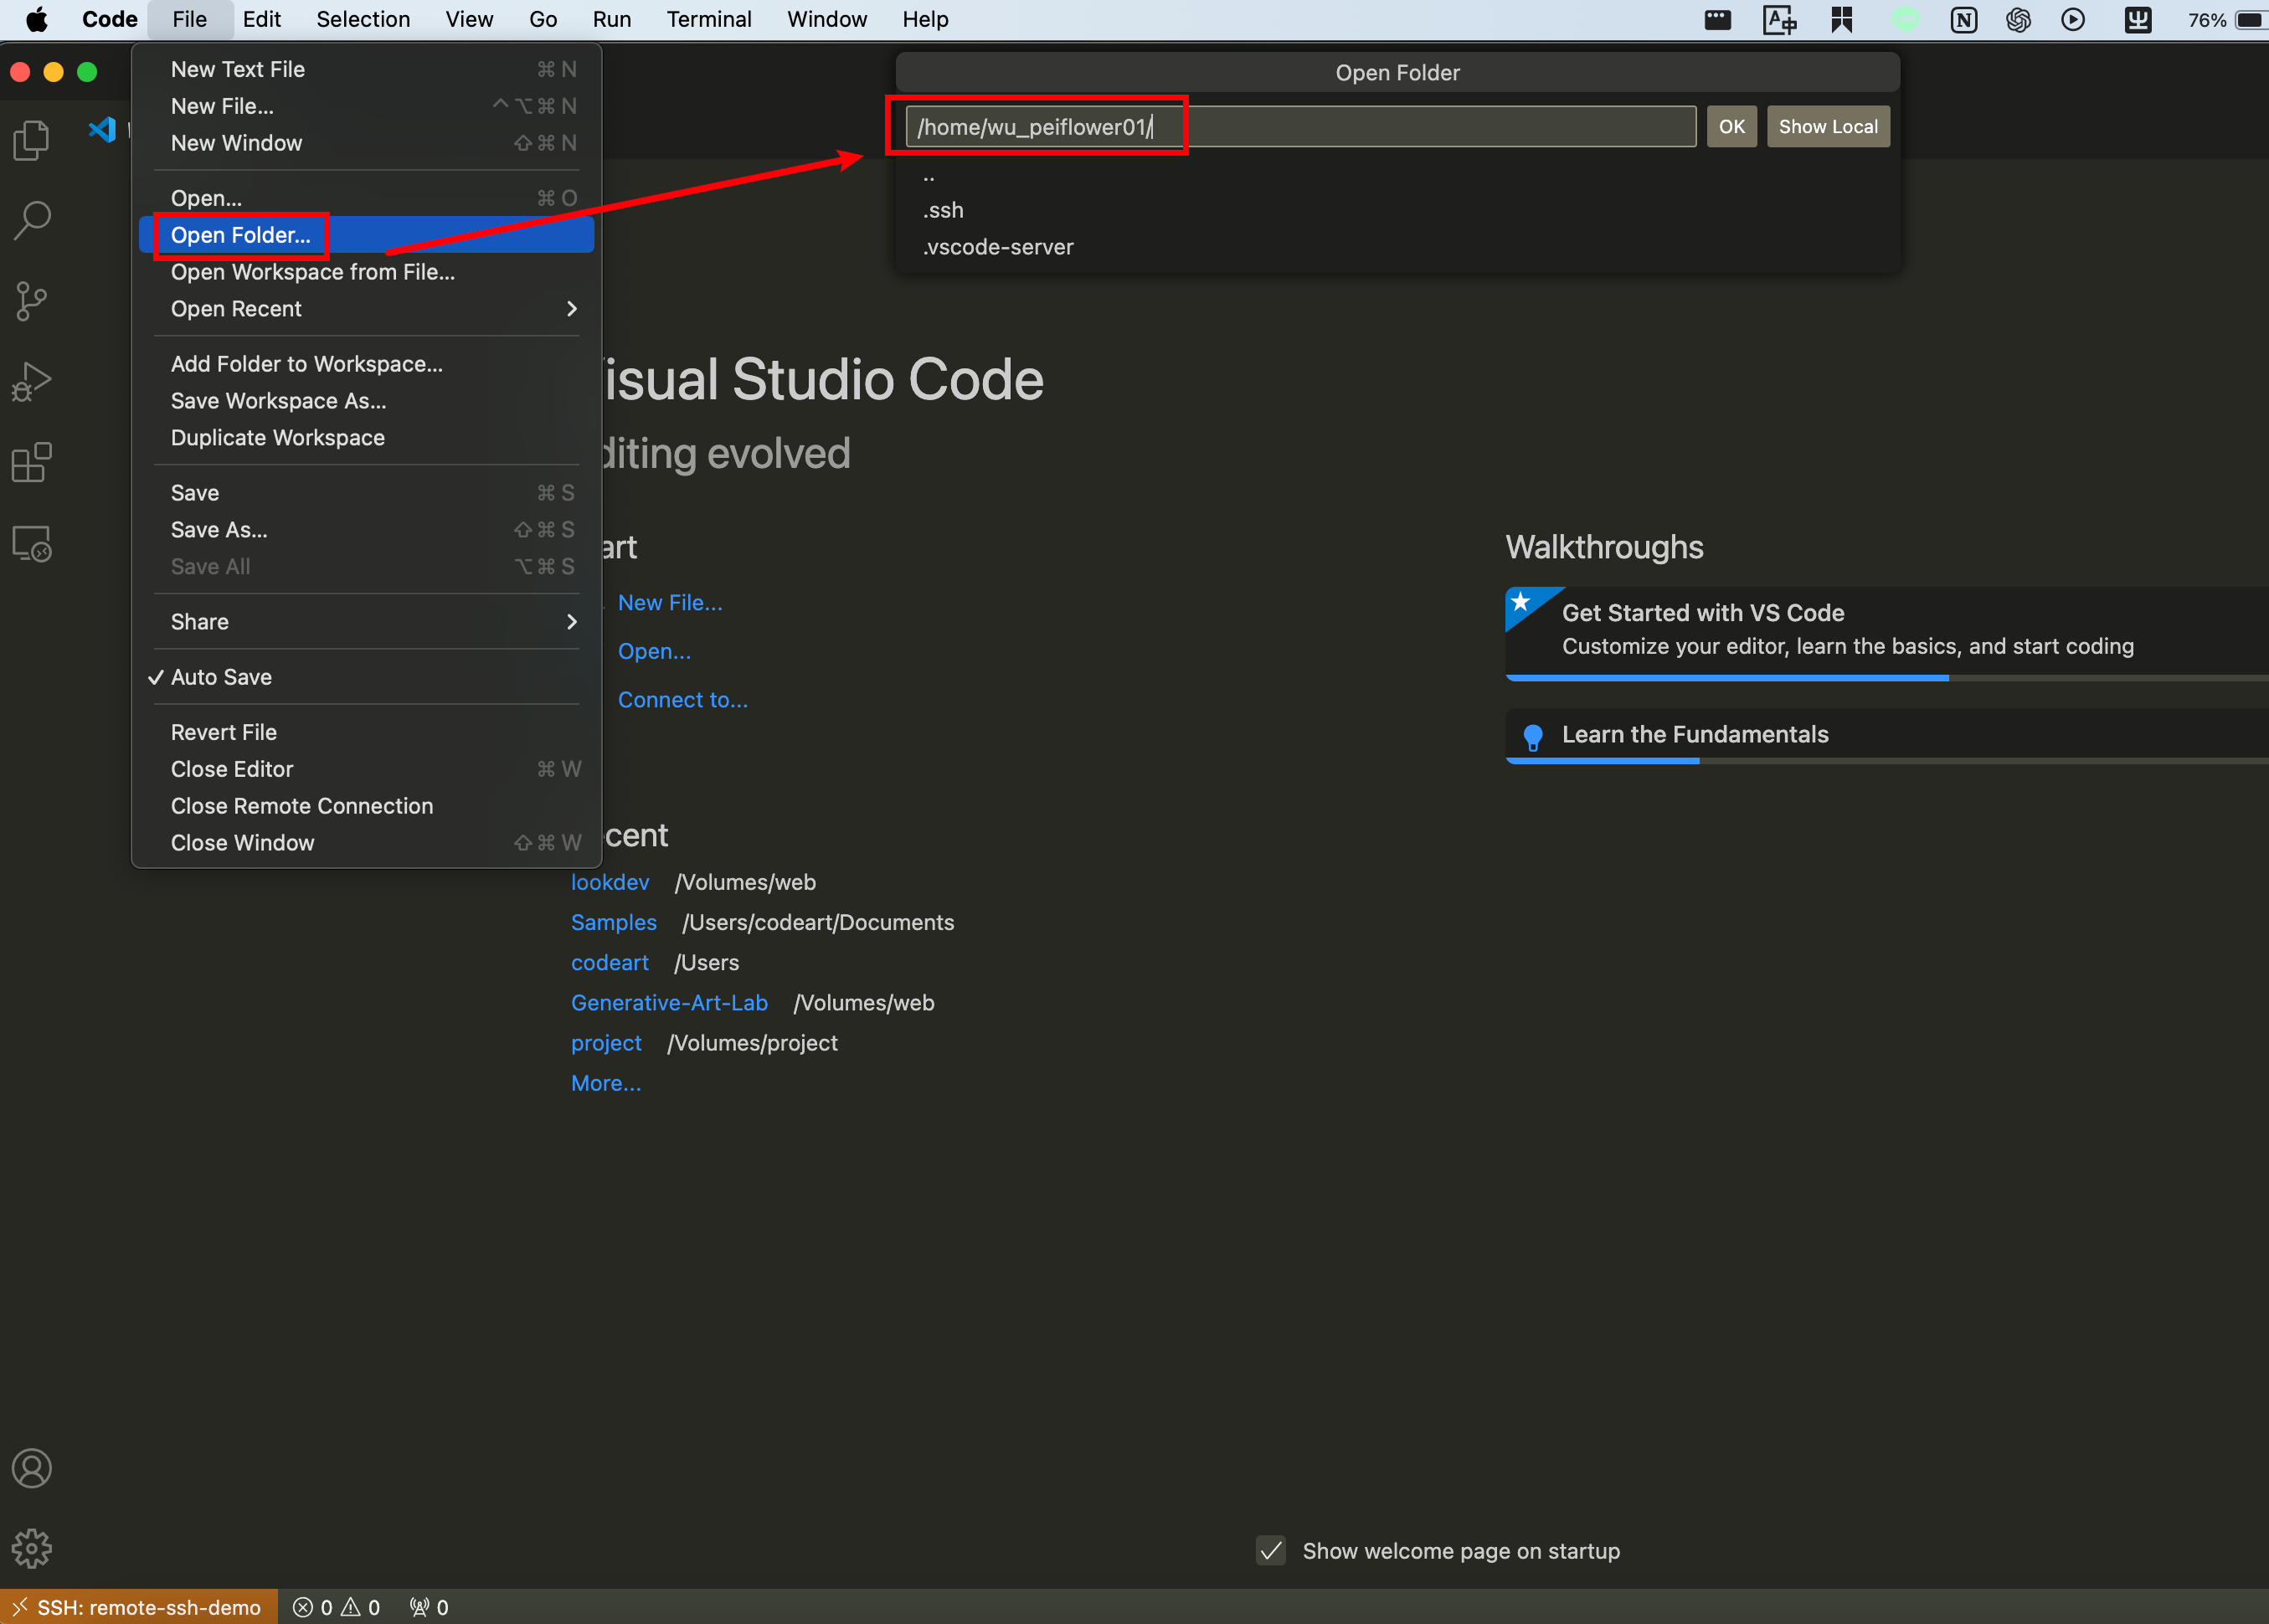 Code File Edit Selection View Go Run Terminal Window Help 76%
New Text File ⌘ N
New File... ^⌥⌘ N
New Window ⇧⌘ N
Open... ⌘ O
Open Folder...
Open Workspace from File...
Open Recent
Add Folder to Workspace...
Save Workspace As...
Duplicate Workspace
Save ⌘ S
Save As... ⇧⌘ S
Save All ⌥⌘ S
Share
✓ Auto Save
Revert File
Close Editor ⌘ W
Close Remote Connection
Close Window ⇧⌘ W
Open Folder
/home/wu_peiflower01/
OK
Show Local
..
.ssh
.vscode-server
isual Studio Code
diting evolved
art
New File...
Open...
Connect to...
cent
lookdev /Volumes/web
Samples /Users/codeart/Documents
codeart /Users
Generative-Art-Lab /Volumes/web
project /Volumes/project
More...
Walkthroughs
Get Started with VS Code
Customize your editor, learn the basics, and start coding
Learn the Fundamentals
Show welcome page on startup
SSH: remote-ssh-demo 0 0 0